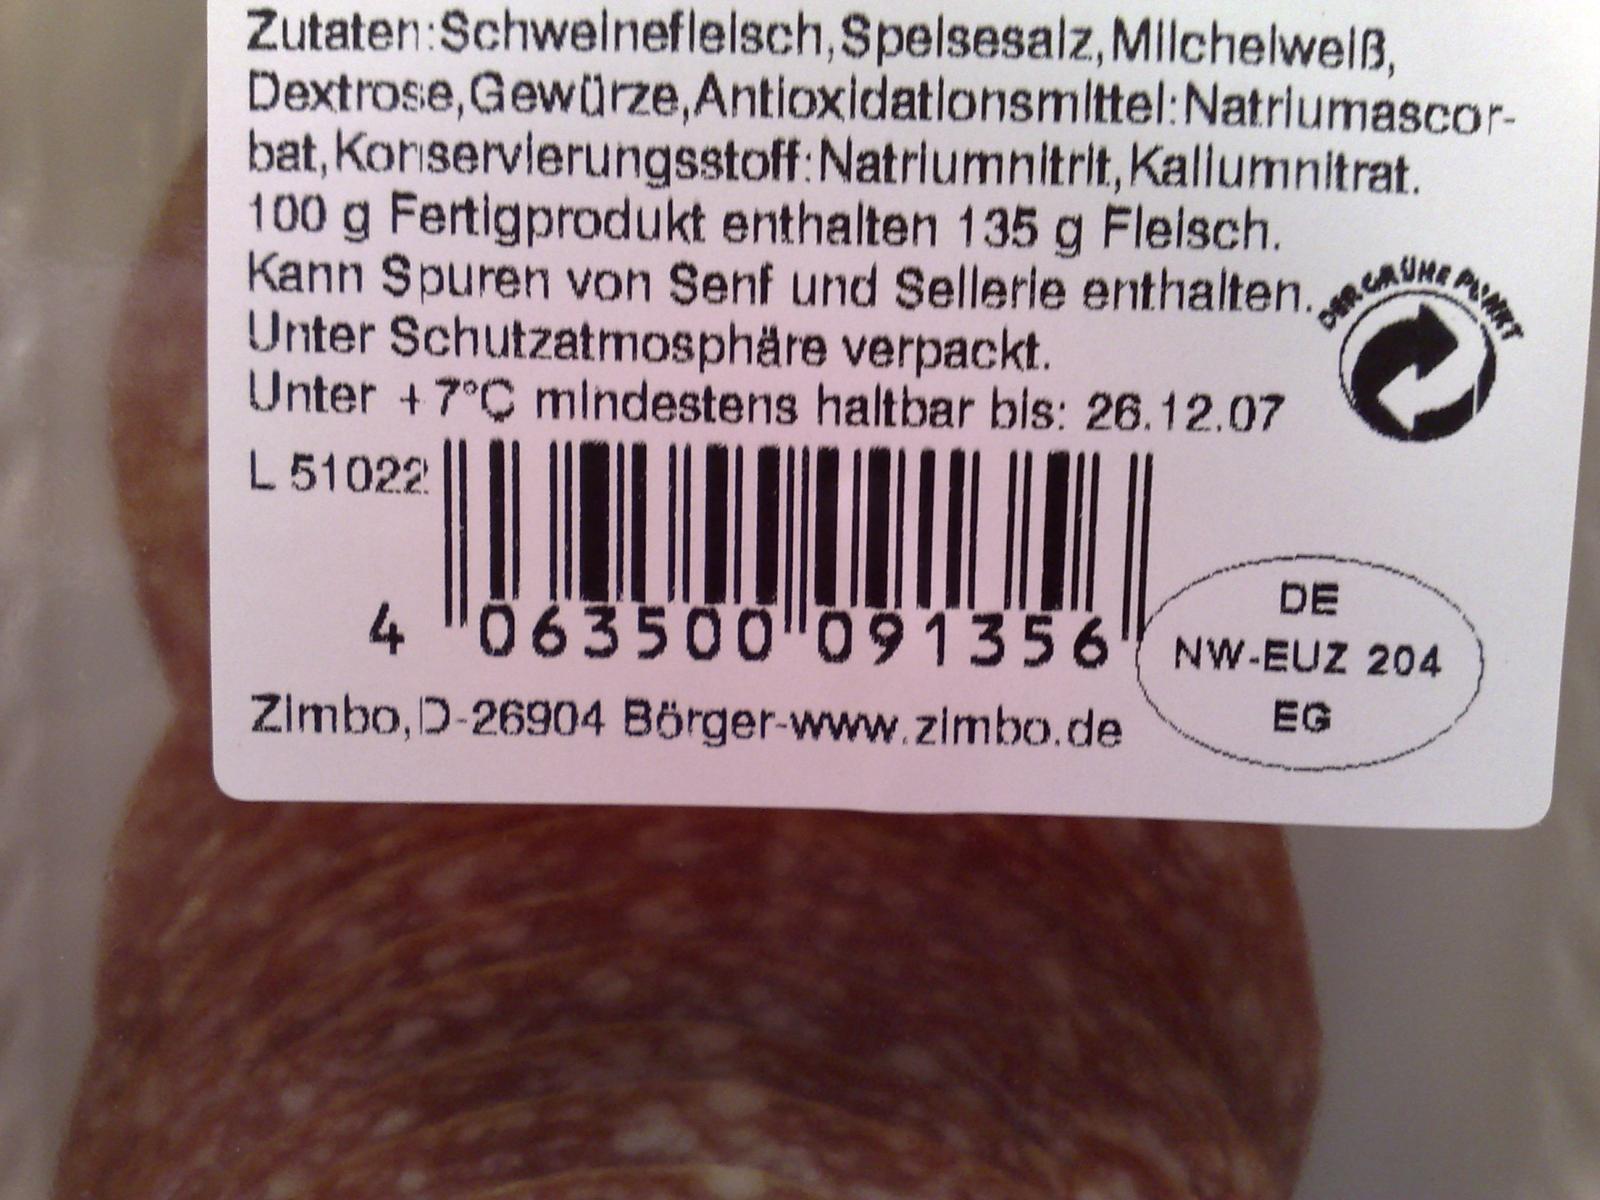 Zutaten:Schweinefleisch,Speisesalz,Milcheiweiß,
Dextrose,Gewürze,Antioxidationsmittel:Natriumascor-
bat,Konservierungsstoff:Natriumnitrit,Kaliumnitrat.
100 g Fertigprodukt enthalten 135 g Fleisch.
Kann Spuren von Senf und Sellerie enthalten.
DER GRÜNE PUNKT
Unter Schutzatmosphäre verpackt.
Unter +7°C mindestens haltbar bis: 26.12.07
L 51022
4 063500 091356
DE
NW-EUZ 204
EG
Zimbo,D-26904 Börger-www.zimbo.de